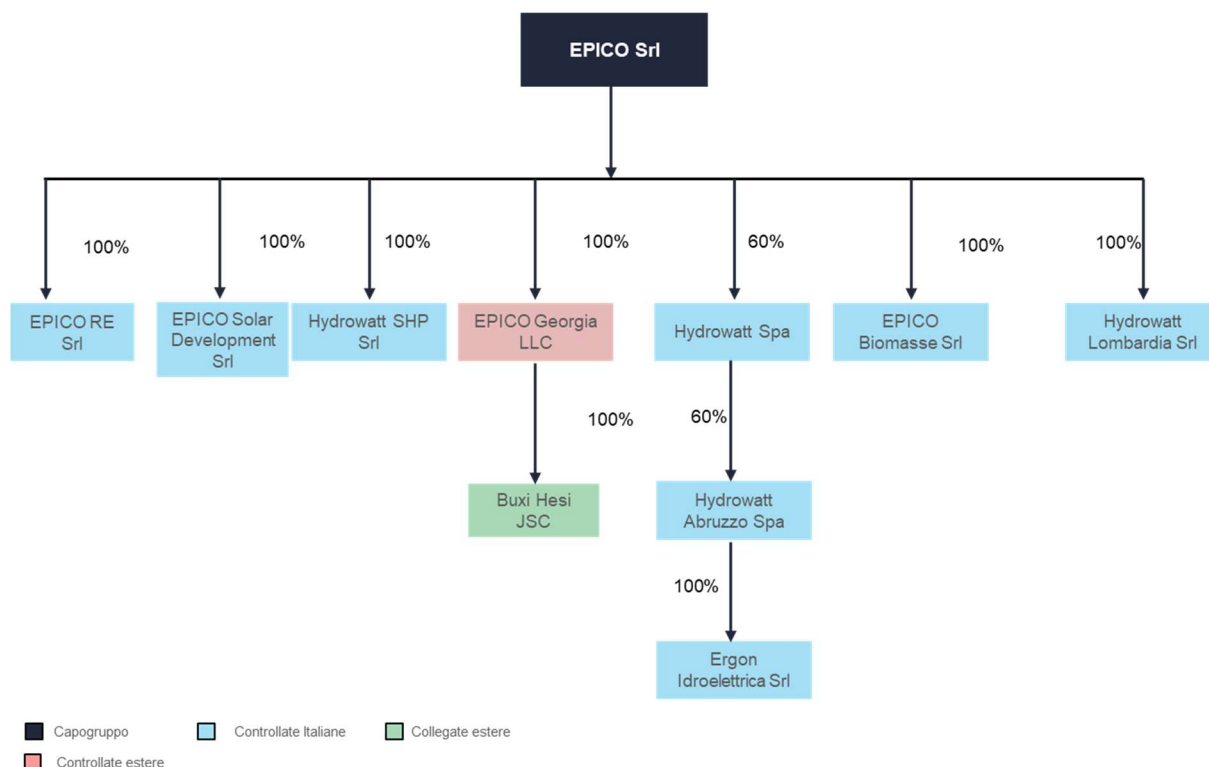 EPICO Srl
100%
100%
100%
100%
60%
100%
100%
EPICO RE
Srl
EPICO Solar
Development
Srl
Hydrowatt SHP
Srl
EPICO Georgia
LLC
Hydrowatt Spa
EPICO
Biomasse Srl
Hydrowatt
Lombardia Srl
100%
60%
Buxi Hesi
JSC
Hydrowatt
Abruzzo Spa
100%
Ergon
Idroelettrica Srl
Capogruppo
Controllate Italiane
Collegate estere
Controllate estere